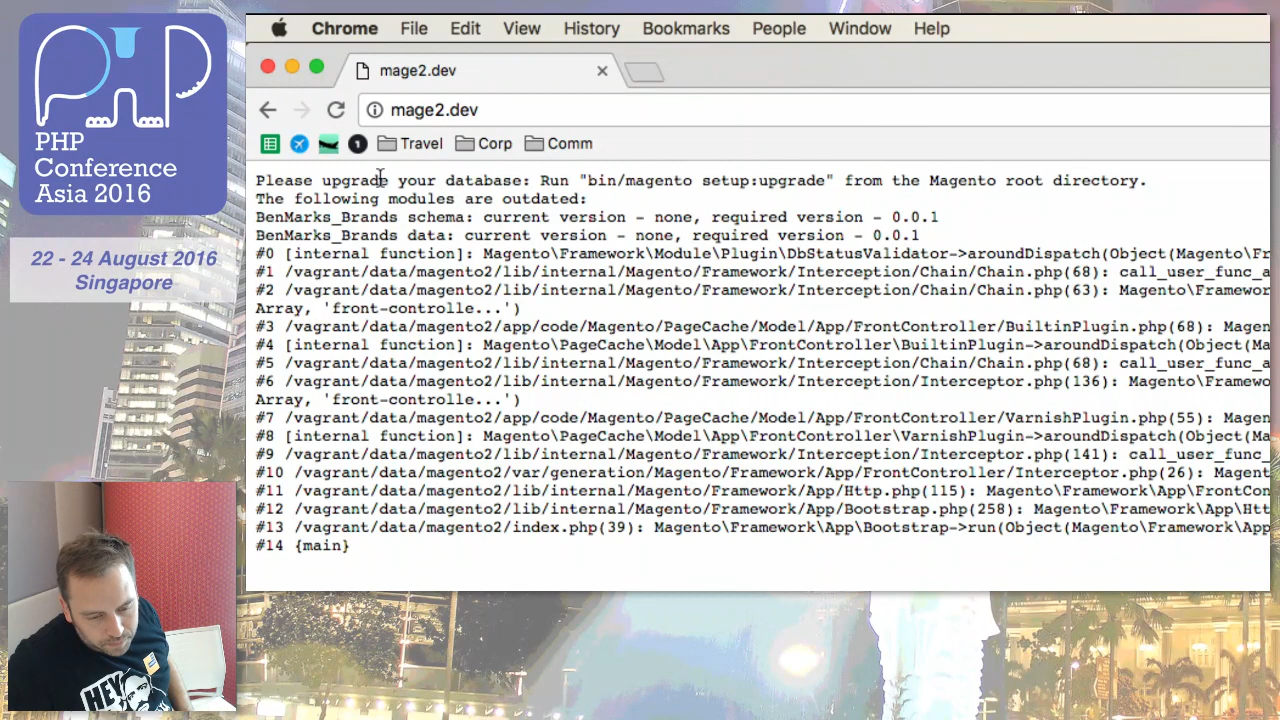 PHP
Conference
Asia 2016
22 - 24 August 2016
Singapore
Chrome File Edit View History Bookmarks People Window Help
mage2.dev
mage2.dev
1 Travel Corp Comm
Please upgrade your database: Run "bin/magento setup:upgrade" from the Magento root directory.
The following modules are outdated:
BenMarks_Brands schema: current version - none, required version - 0.0.1
BenMarks_Brands data: current version - none, required version - 0.0.1
#0 [internal function]: Magento\Framework\Module\Plugin\DbStatusValidator->aroundDispatch(Object(Magento\Fr
#1 /vagrant/data/magento2/lib/internal/Magento/Framework/Interception/Chain/Chain.php(68): call_user_func_a
#2 /vagrant/data/magento2/lib/internal/Magento/Framework/Interception/Chain/Chain.php(63): Magento\Framewor
Array, 'front-controlle...')
#3 /vagrant/data/magento2/app/code/Magento/PageCache/Model/App/FrontController/BuiltinPlugin.php(68): Magen
#4 [internal function]: Magento\PageCache\Model\App\FrontController\BuiltinPlugin->aroundDispatch(Object(Ma
#5 /vagrant/data/magento2/lib/internal/Magento/Framework/Interception/Chain/Chain.php(68): call_user_func_a
#6 /vagrant/data/magento2/lib/internal/Magento/Framework/Interception/Interceptor.php(136): Magento\Framewo
Array, 'front-controlle...')
#7 /vagrant/data/magento2/app/code/Magento/PageCache/Model/App/FrontController/VarnishPlugin.php(55): Magen
#8 [internal function]: Magento\PageCache\Model\App\FrontController\VarnishPlugin->aroundDispatch(Object(Ma
#9 /vagrant/data/magento2/lib/internal/Magento/Framework/Interception/Interceptor.php(141): call_user_func_
#10 /vagrant/data/magento2/var/generation/Magento/Framework/App/FrontController/Interceptor.php(26): Magent
#11 /vagrant/data/magento2/lib/internal/Magento/Framework/App/Http.php(115): Magento\Framework\App\FrontCon
#12 /vagrant/data/magento2/lib/internal/Magento/Framework/App/Bootstrap.php(258): Magento\Framework\App\Htt
#13 /vagrant/data/magento2/index.php(39): Magento\Framework\App\Bootstrap->run(Object(Magento\Framework\App
#14 {main}
HEY